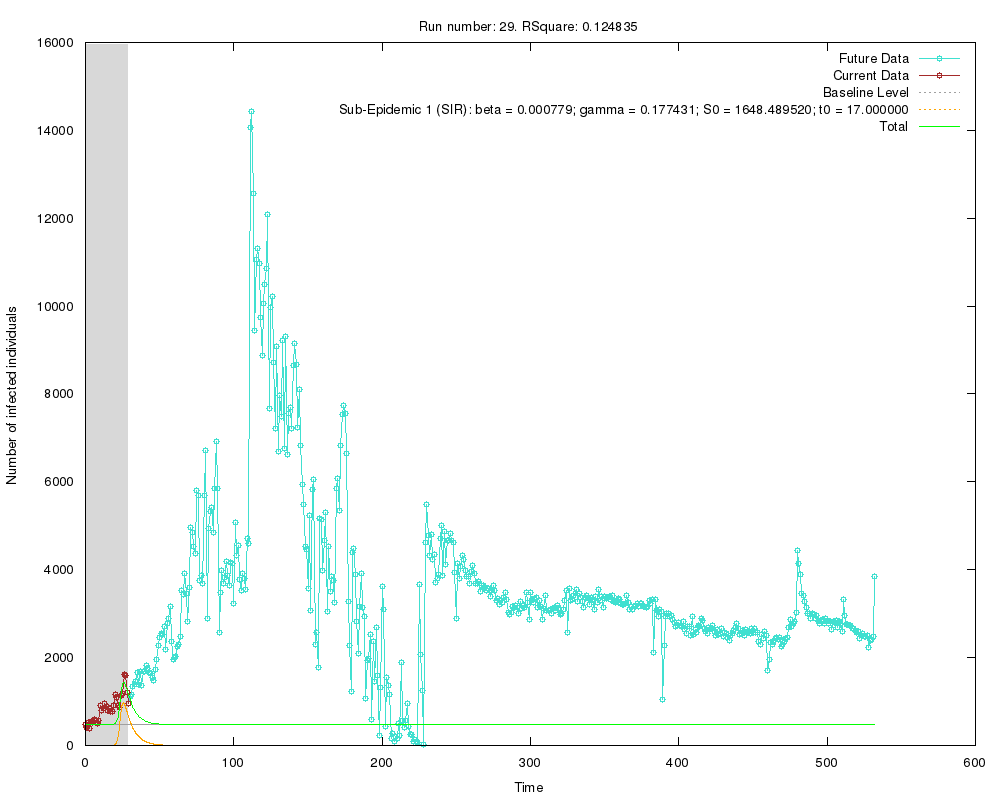 Run number: 29. RSquare: 0.124835
16000
14000
12000
10000
8000
6000
4000
2000
0
Number of infected individuals
Future Data
Current Data
Baseline Level
Sub-Epidemic 1 (SIR): beta = 0.000779; gamma = 0.177431; S0 = 1648.489520; t0 = 17.000000
Total
0 100 200 300 400 500 600
Time